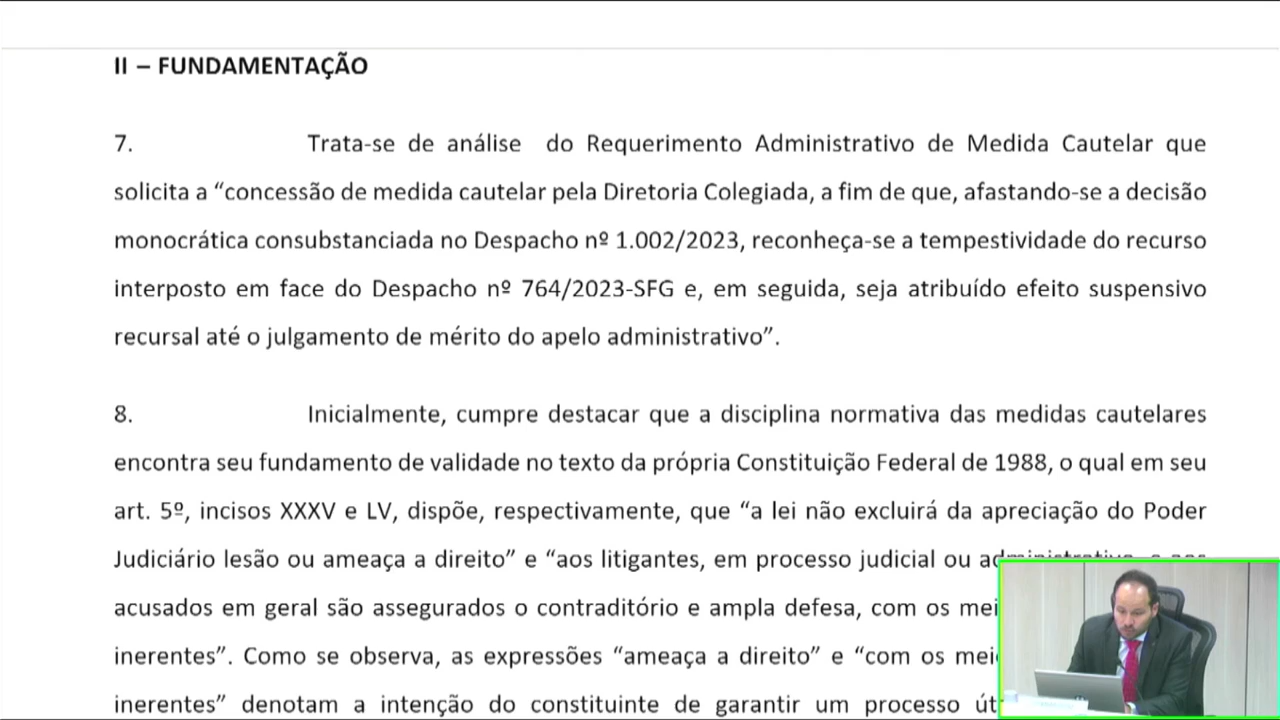 II – FUNDAMENTAÇÃO
7. Trata-se de análise do Requerimento Administrativo de Medida Cautelar que
solicita a “concessão de medida cautelar pela Diretoria Colegiada, a fim de que, afastando-se a decisão
monocrática consubstanciada no Despacho nº 1.002/2023, reconheça-se a tempestividade do recurso
interposto em face do Despacho nº 764/2023-SFG e, em seguida, seja atribuído efeito suspensivo
recursal até o julgamento de mérito do apelo administrativo”.
8. Inicialmente, cumpre destacar que a disciplina normativa das medidas cautelares
encontra seu fundamento de validade no texto da própria Constituição Federal de 1988, o qual em seu
art. 5º, incisos XXXV e LV, dispõe, respectivamente, que “a lei não excluirá da apreciação do Poder
Judiciário lesão ou ameaça a direito” e “aos litigantes, em processo judicial ou
acusados em geral são assegurados o contraditório e ampla defesa, com os
inerentes”. Como se observa, as expressões “ameaça a direito” e “com os
inerentes” denotam a intenção do constituinte de garantir um processo